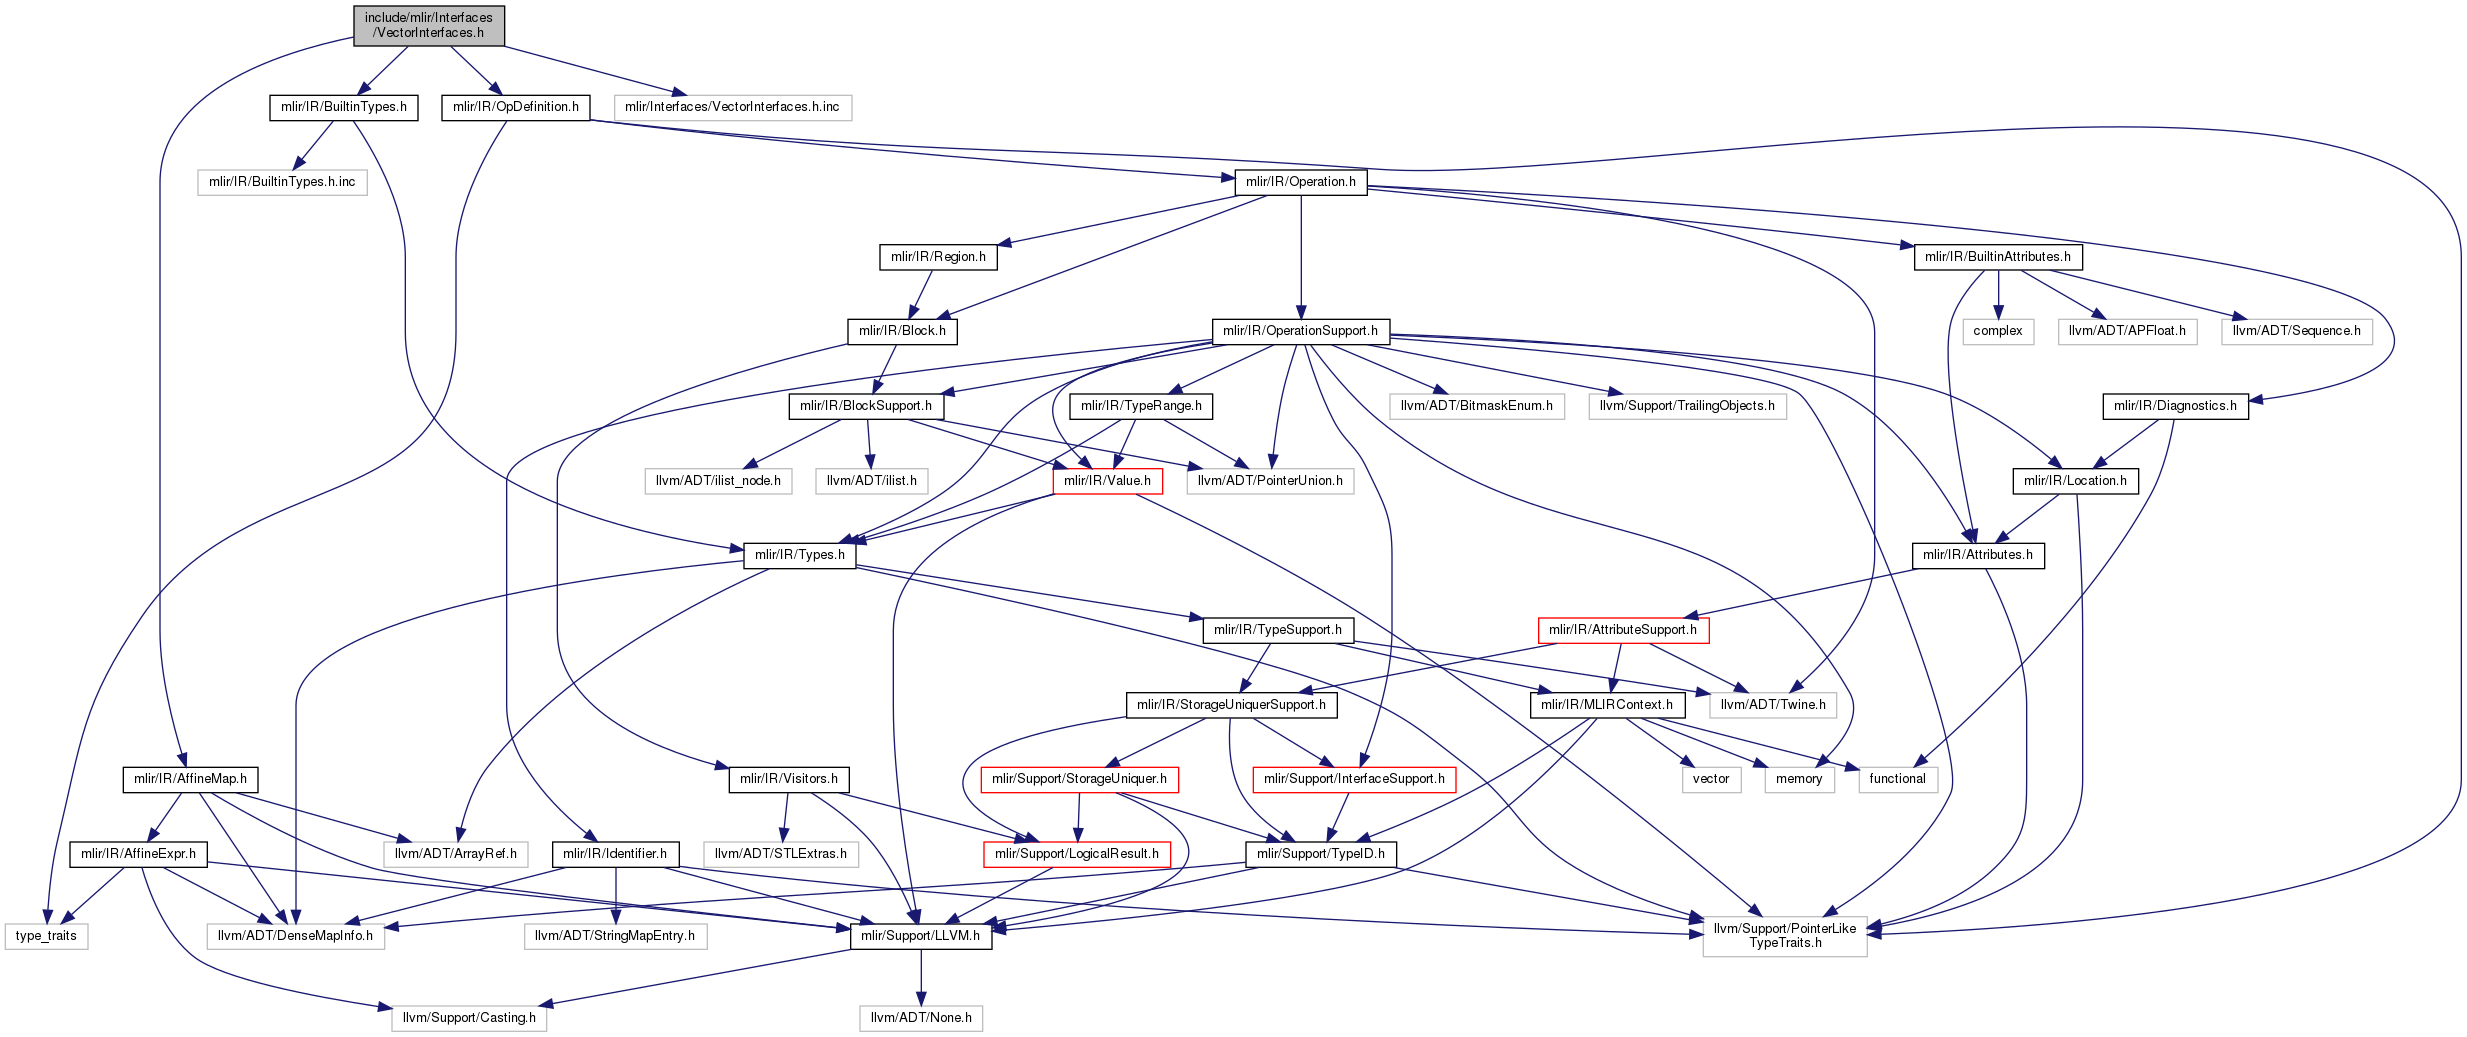 include/mlir/Interfaces
/VectorInterfaces.h
mlir/IR/BuiltinTypes.h
mlir/IR/OpDefinition.h
mlir/Interfaces/VectorInterfaces.h.inc
mlir/IR/BuiltinTypes.h.inc
mlir/IR/Operation.h
mlir/IR/Region.h
mlir/IR/BuiltinAttributes.h
mlir/IR/Block.h
mlir/IR/OperationSupport.h
complex
llvm/ADT/APFloat.h
llvm/ADT/Sequence.h
mlir/IR/BlockSupport.h
mlir/IR/TypeRange.h
llvm/ADT/BitmaskEnum.h
llvm/Support/TrailingObjects.h
mlir/IR/Diagnostics.h
llvm/ADT/ilist_node.h
llvm/ADT/ilist.h
mlir/IR/Value.h
llvm/ADT/PointerUnion.h
mlir/IR/Location.h
mlir/IR/Types.h
mlir/IR/Attributes.h
mlir/IR/TypeSupport.h
mlir/IR/AttributeSupport.h
mlir/IR/StorageUniquerSupport.h
mlir/IR/MLIRContext.h
llvm/ADT/Twine.h
mlir/IR/AffineMap.h
mlir/IR/Visitors.h
mlir/Support/StorageUniquer.h
mlir/Support/InterfaceSupport.h
vector
memory
functional
mlir/IR/AffineExpr.h
llvm/ADT/ArrayRef.h
mlir/IR/Identifier.h
llvm/ADT/STLExtras.h
mlir/Support/LogicalResult.h
mlir/Support/TypeID.h
type_traits
llvm/ADT/DenseMapInfo.h
llvm/ADT/StringMapEntry.h
mlir/Support/LLVM.h
llvm/Support/PointerLike
TypeTraits.h
llvm/Support/Casting.h
llvm/ADT/None.h